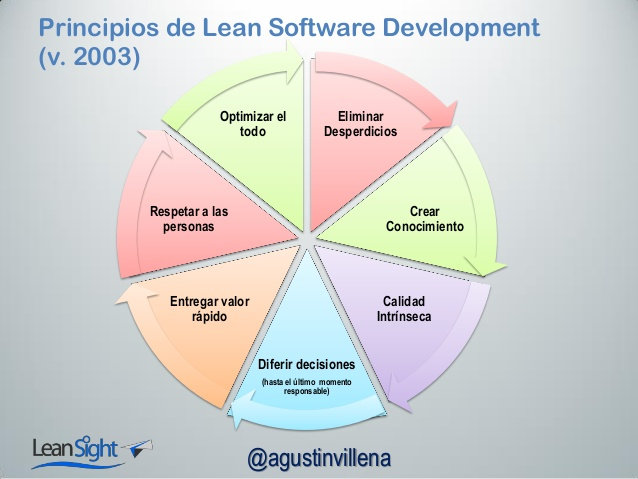 Principios de Lean Software Development
(v. 2003)
Optimizar el
todo
Eliminar
Desperdicios
Respetar a las
personas
Crear
Conocimiento
Entregar valor
rápido
Calidad
Intrínseca
Diferir decisiones
(hasta el último momento
responsable)
LeanSight
@agustinvillena